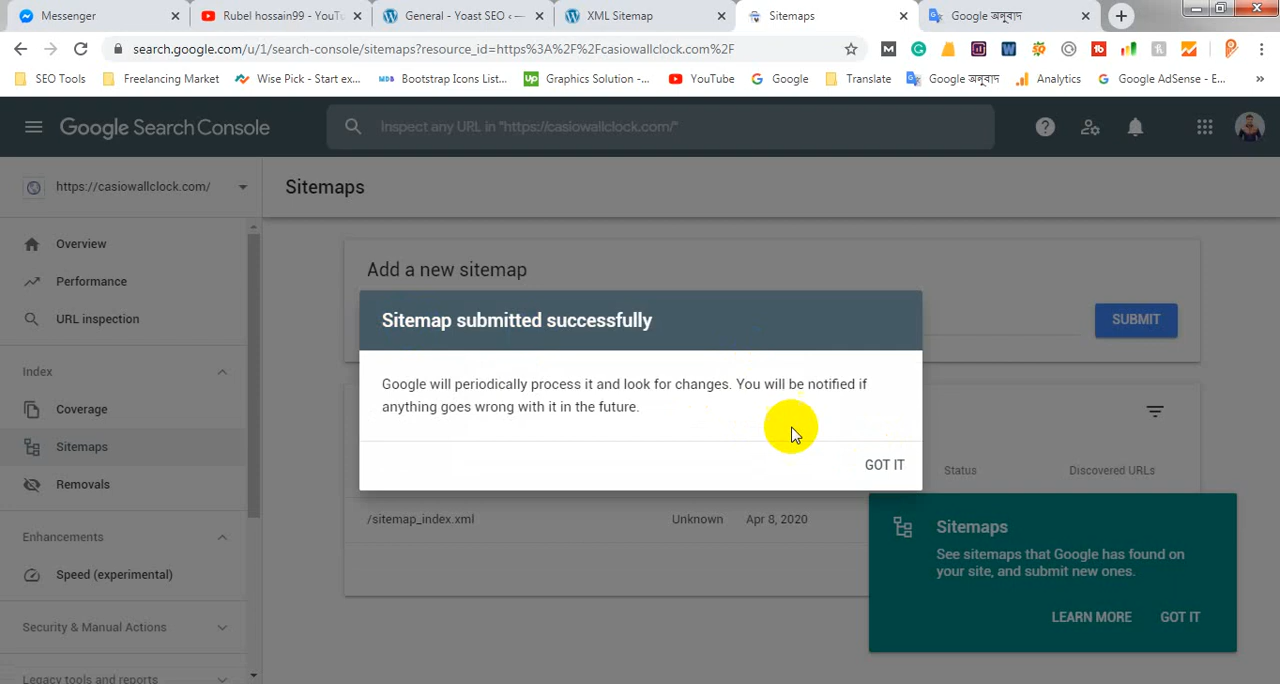 Messenger
Rubel hossain99 - YouTu
General - Yoast SEO ‹ —
XML Sitemap
Sitemaps
Google অনুবাদ
search.google.com/u/1/search-console/sitemaps?resource_id=https%3A%2F%2Fcasiowallclock.com%2F
SEO Tools
Freelancing Market
Wise Pick - Start ex...
Bootstrap Icons List...
Graphics Solution -...
YouTube
Google
Translate
Google অনুবাদ
Analytics
Google AdSense - E...
Google Search Console
Inspect any URL in "https://casiowallclock.com/"
https://casiowallclock.com/
Sitemaps
Overview
Performance
URL inspection
Index
Coverage
Sitemaps
Removals
Enhancements
Speed (experimental)
Security & Manual Actions
Legacy tools and reports
Add a new sitemap
SUBMIT
Sitemap submitted successfully
Google will periodically process it and look for changes. You will be notified if
anything goes wrong with it in the future.
GOT IT
Status
Discovered URLs
/sitemap_index.xml
Unknown
Apr 8, 2020
Sitemaps
See sitemaps that Google has found on
your site, and submit new ones.
LEARN MORE
GOT IT